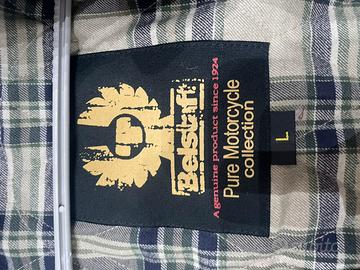 Belstaff
A genuine product since 1924
Pure Motorcycle
collection
L